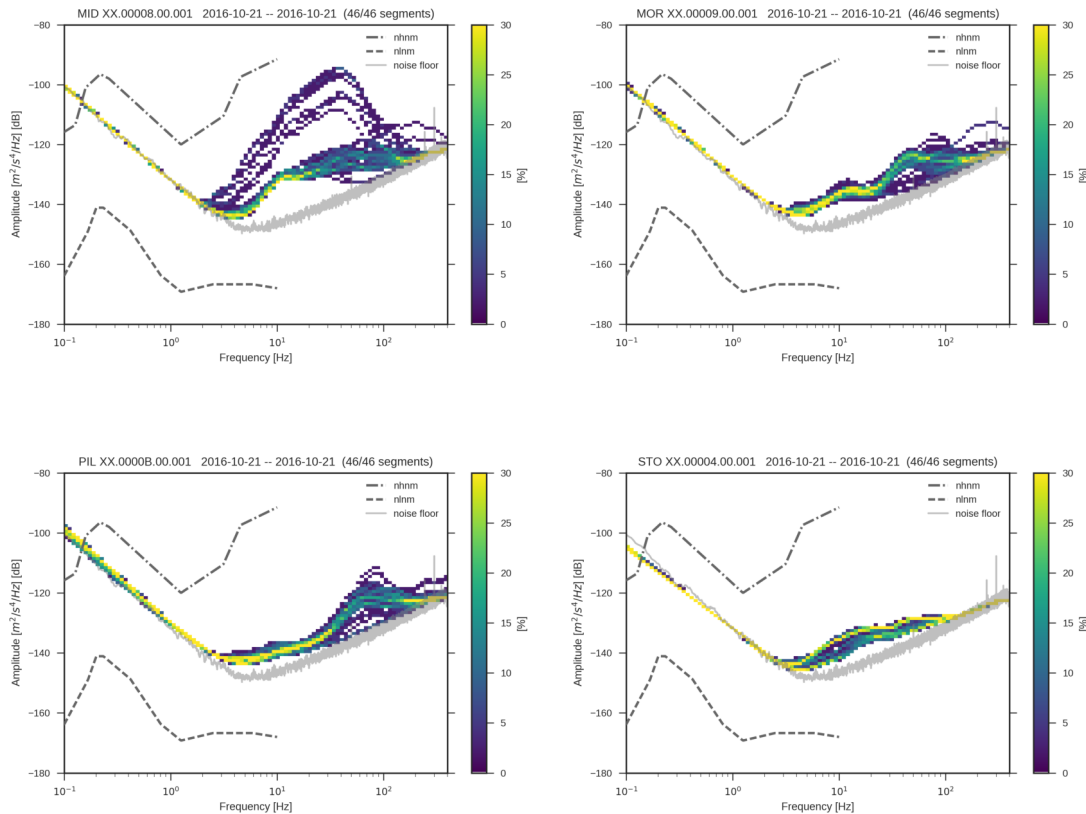 MID XX.00008.00.001 2016-10-21 -- 2016-10-21 (46/46 segments)
−80
−100
−120
−140
−160
−180
Amplitude [m²/s⁴/Hz] [dB]
nhnm
nlnm
noise floor
10⁻¹ 10⁰ 10¹ 10²
Frequency [Hz]
30
25
20
15
10
5
0
[%]
MOR XX.00009.00.001 2016-10-21 -- 2016-10-21 (46/46 segments)
−80
−100
−120
−140
−160
−180
Amplitude [m²/s⁴/Hz] [dB]
nhnm
nlnm
noise floor
10⁻¹ 10⁰ 10¹ 10²
Frequency [Hz]
30
25
20
15
10
5
0
[%]
PIL XX.0000B.00.001 2016-10-21 -- 2016-10-21 (46/46 segments)
−80
−100
−120
−140
−160
−180
Amplitude [m²/s⁴/Hz] [dB]
nhnm
nlnm
noise floor
10⁻¹ 10⁰ 10¹ 10²
Frequency [Hz]
30
25
20
15
10
5
0
[%]
STO XX.00004.00.001 2016-10-21 -- 2016-10-21 (46/46 segments)
−80
−100
−120
−140
−160
−180
Amplitude [m²/s⁴/Hz] [dB]
nhnm
nlnm
noise floor
10⁻¹ 10⁰ 10¹ 10²
Frequency [Hz]
30
25
20
15
10
5
0
[%]